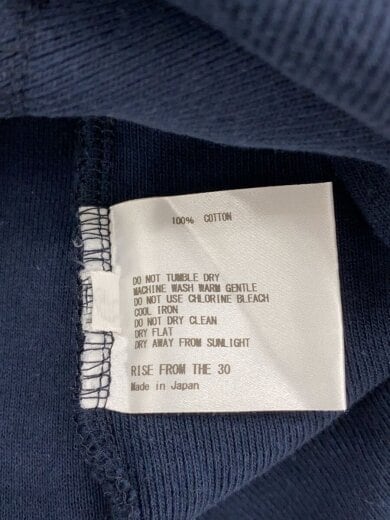 100% COTTON
DO NOT TUMBLE DRY
MACHINE WASH WARM GENTLE
DO NOT USE CHLORINE BLEACH
COOL IRON
DO NOT DRY CLEAN
DRY FLAT
DRY AWAY FROM SUNLIGHT
RISE FROM THE 30
Made in Japan